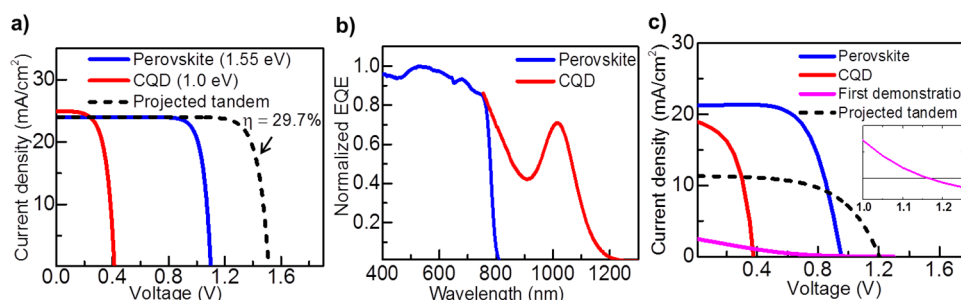 a)
Perovskite (1.55 eV)
CQD (1.0 eV)
Projected tandem
η = 29.7%
Current density (mA/cm²)
30
20
10
0
0.0 0.4 0.8 1.2 1.6
Voltage (V)
b)
Perovskite
CQD
Normalized EQE
1.0
0.8
0.6
0.4
0.2
400 600 800 1000 1200
Wavelength (nm)
c)
Perovskite
CQD
First demonstratio
Projected tandem
Current density (mA/cm²)
30
20
10
0
0.4 0.8 1.2
Voltage (V)
1.0 1.1 1.2